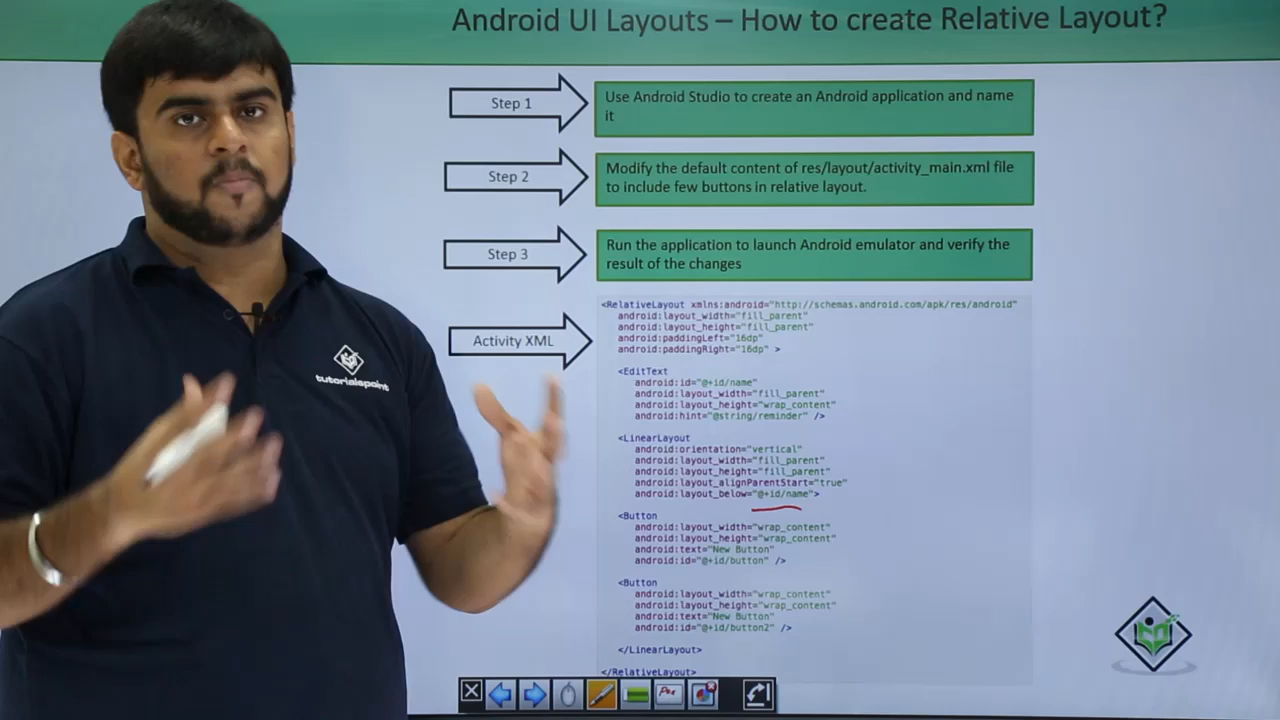 Android UI Layouts – How to create Relative Layout?
Step 1
Use Android Studio to create an Android application and name
it
Step 2
Modify the default content of res/layout/activity_main.xml file
to include few buttons in relative layout.
Step 3
Run the application to launch Android emulator and verify the
result of the changes
Activity XML
<RelativeLayout xmlns:android="http://schemas.android.com/apk/res/android"
android:layout_width="fill_parent"
android:layout_height="fill_parent"
android:paddingLeft="16dp"
android:paddingRight="16dp" >
<EditText
android:id="@+id/name"
android:layout_width="fill_parent"
android:layout_height="wrap_content"
android:hint="@string/reminder" />
<LinearLayout
android:orientation="vertical"
android:layout_width="fill_parent"
android:layout_height="fill_parent"
android:layout_alignParentStart="true"
android:layout_below="@+id/name">
<Button
android:layout_width="wrap_content"
android:layout_height="wrap_content"
android:text="New Button"
android:id="@+id/button" />
<Button
android:layout_width="wrap_content"
android:layout_height="wrap_content"
android:text="New Button"
android:id="@+id/button2" />
</LinearLayout>
</RelativeLayout>
tutorialspoint